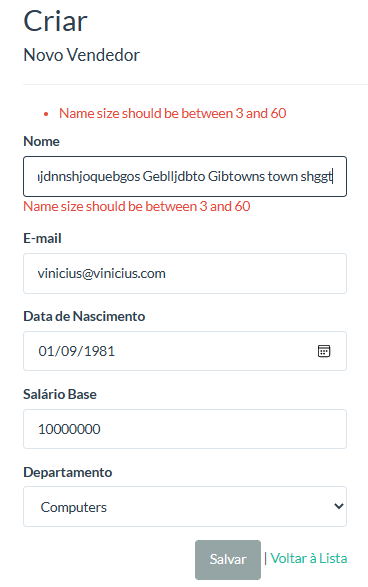 Criar
Novo Vendedor
Name size should be between 3 and 60
Nome
Geblljdbto Gibtowns town shggt
Name size should be between 3 and 60
E-mail
vinicius@vinicius.com
Data de Nascimento
01/09/1981
Salário Base
10000000
Departamento
Computers
Salvar | Voltar à Lista